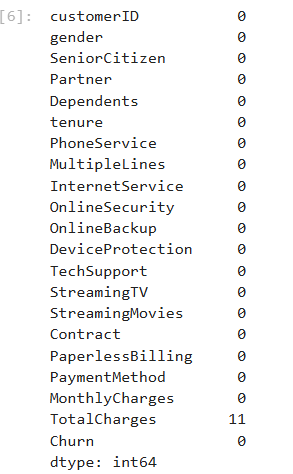 [6]: customerID 0
gender 0
SeniorCitizen 0
Partner 0
Dependents 0
tenure 0
PhoneService 0
MultipleLines 0
InternetService 0
OnlineSecurity 0
OnlineBackup 0
DeviceProtection 0
TechSupport 0
StreamingTV 0
StreamingMovies 0
Contract 0
PaperlessBilling 0
PaymentMethod 0
MonthlyCharges 0
TotalCharges 11
Churn 0
dtype: int64